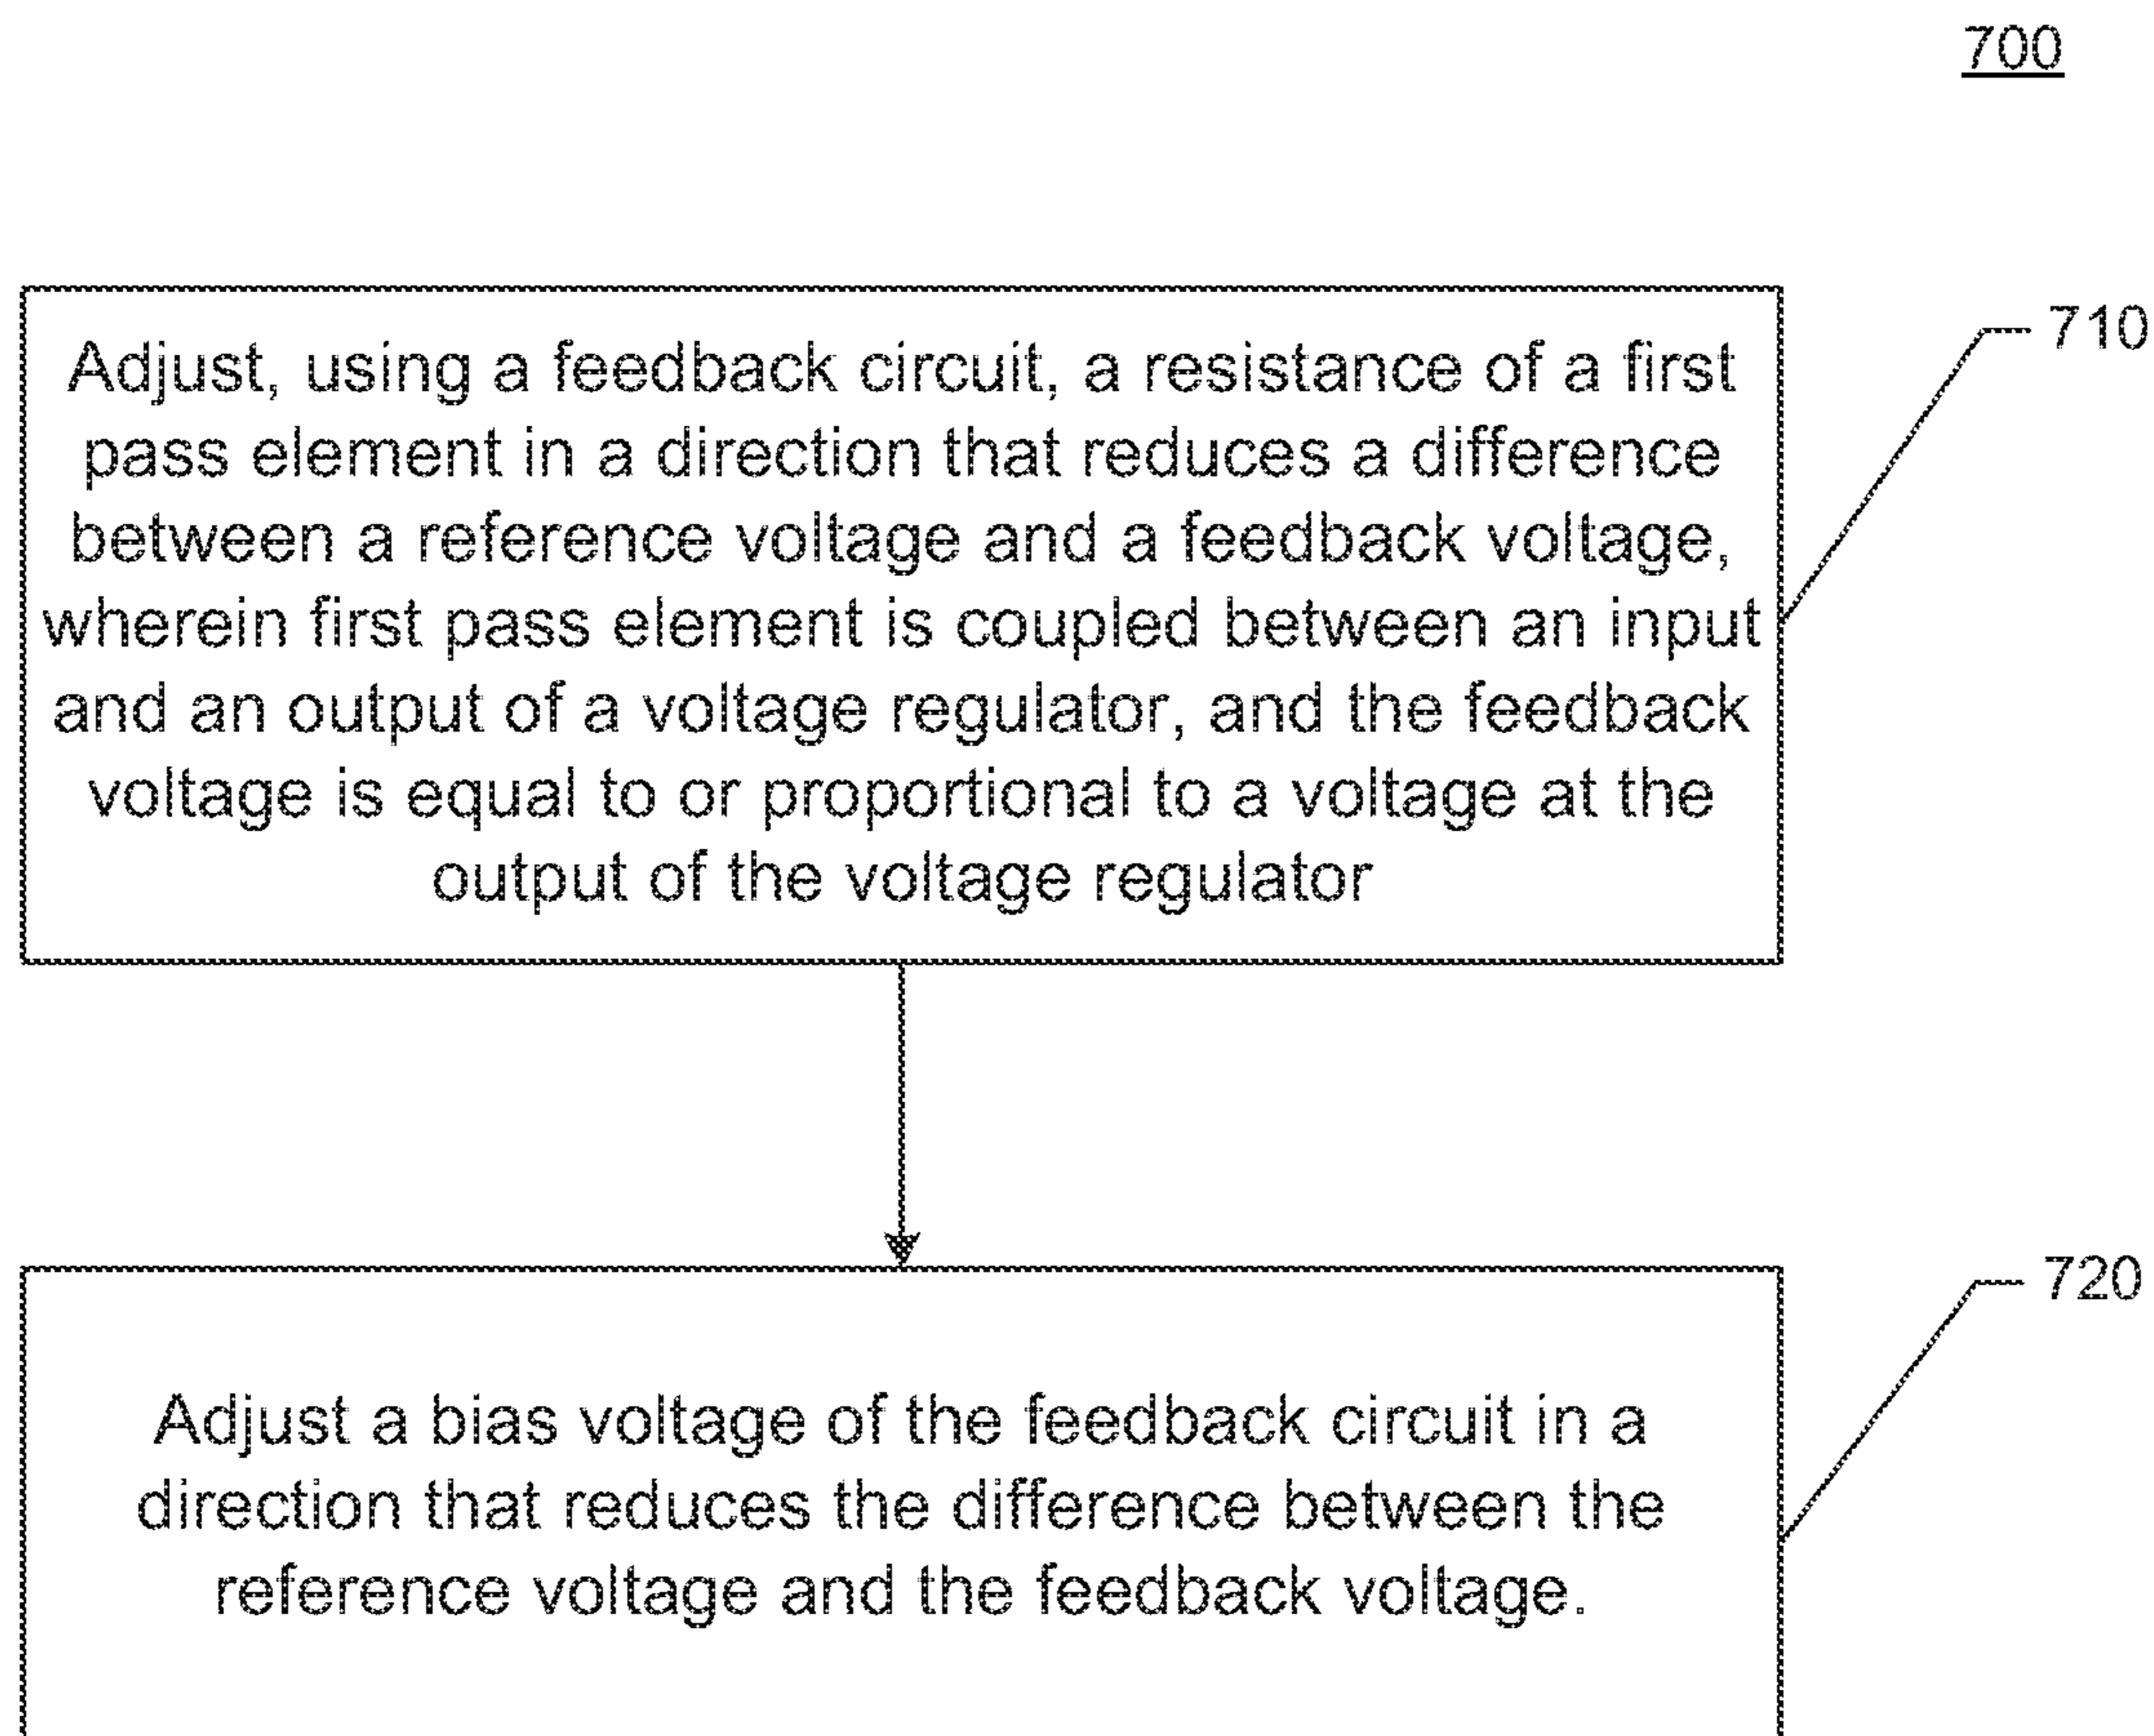 700
710
Adjust, using a feedback circuit, a resistance of a first
pass element in a direction that reduces a difference
between a reference voltage and a feedback voltage,
wherein first pass element is coupled between an input
and an output of a voltage regulator, and the feedback
voltage is equal to or proportional to a voltage at the
output of the voltage regulator
720
Adjust a bias voltage of the feedback circuit in a
direction that reduces the difference between the
reference voltage and the feedback voltage.